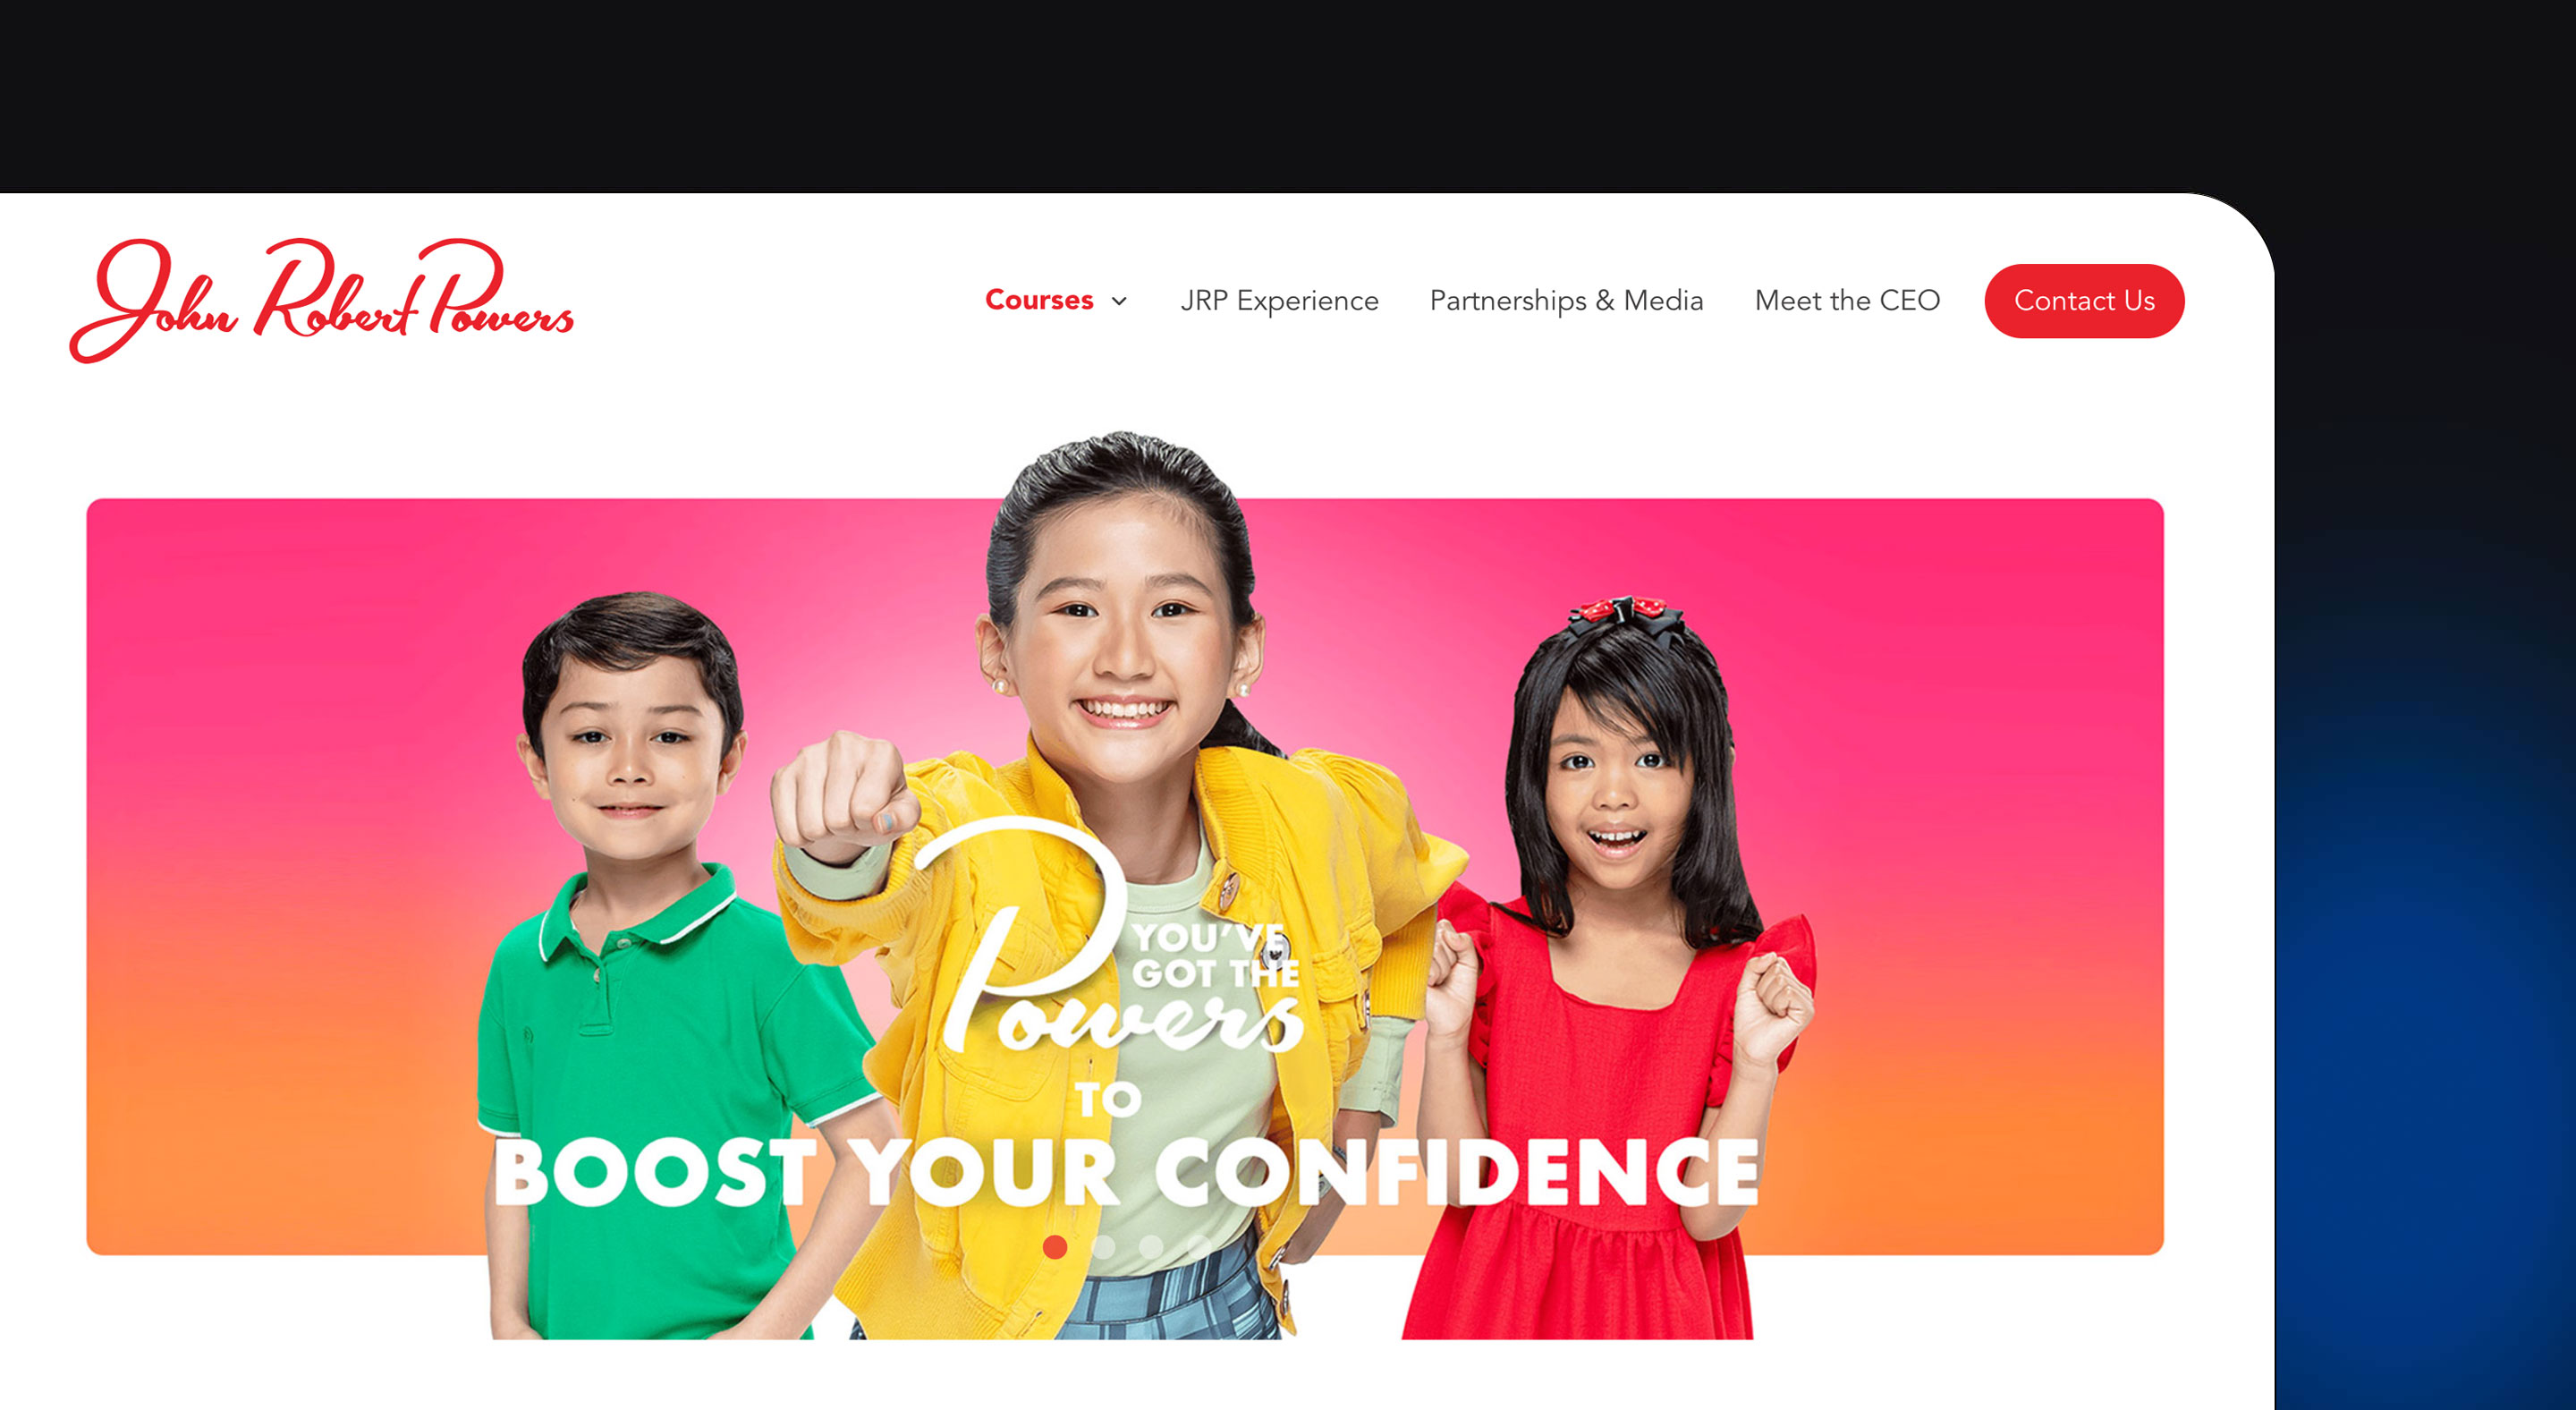 John Robert Powers
Courses
JRP Experience
Partnerships & Media
Meet the CEO
Contact Us
YOU'VE
GOT THE
Powers
TO
BOOST YOUR CONFIDENCE